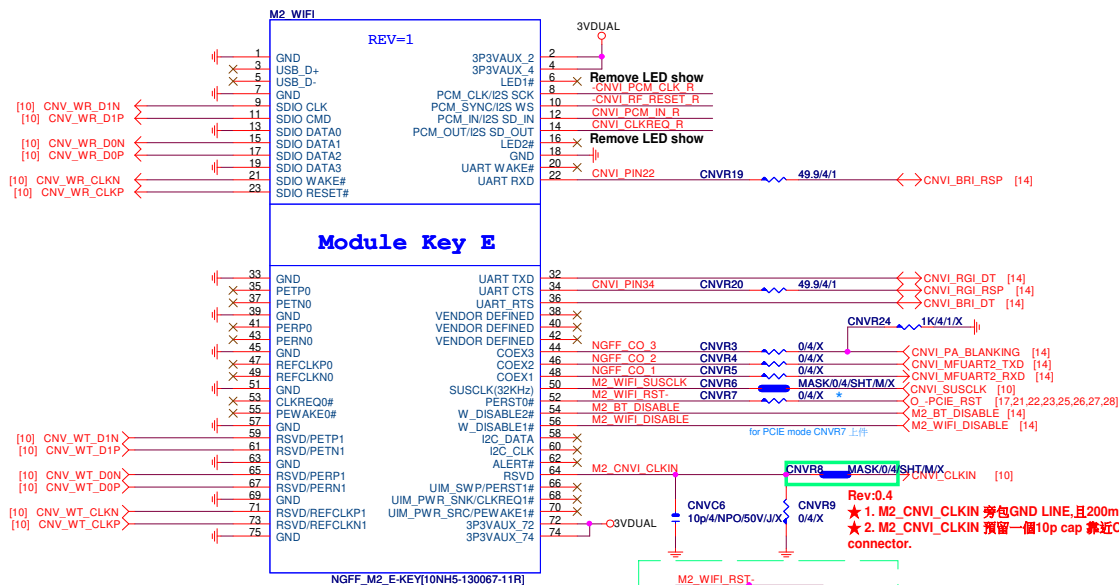 M2_WIFI
REV=1
3VDUAL
1 GND 3P3VAUX_2 2
3 USB_D+ 3P3VAUX_4 4
5 USB_D- LED1# 6 Remove LED show
7 GND PCM_CLK/I2S SCK 8 -CNVI_PCM_CLK_R
[10] CNV_WR_D1N 9 SDIO CLK PCM_SYNC/I2S WS 10 -CNVI_RF_RESET_R
[10] CNV_WR_D1P 11 SDIO CMD PCM_IN/I2S SD_IN 12 CNVI_PCM_IN_R
13 SDIO DATA0 PCM_OUT/I2S SD_OUT 14 CNVI_CLKREQ_R
[10] CNV_WR_D0N 15 SDIO DATA1 LED2# 16 Remove LED show
[10] CNV_WR_D0P 17 SDIO DATA2 GND 18
19 SDIO DATA3 UART WAKE# 20
[10] CNV_WR_CLKN 21 SDIO WAKE# UART RXD 22 CNVI_PIN22 CNVR19 49.9/4/1 CNVI_BRI_RSP [14]
[10] CNV_WR_CLKP 23 SDIO RESET#
Module Key E
33 GND UART TXD 32 CNVI_RGI_DT [14]
35 PETP0 UART CTS 34 CNVI_PIN34 CNVR20 49.9/4/1 CNVI_RGI_RSP [14]
37 PETN0 UART_RTS 36 CNVI_BRI_DT [14]
39 GND VENDOR DEFINED 38
41 PERP0 VENDOR DEFINED 40 CNVR24 1K/4/1/X
43 PERN0 VENDOR DEFINED 42
45 GND COEX3 44 NGFF_CO_3 CNVR3 0/4/X CNVI_PA_BLANKING [14]
47 REFCLKP0 COEX2 46 NGFF_CO_2 CNVR4 0/4/X CNVI_MFUART2_TXD [14]
49 REFCLKN0 COEX1 48 NGFF_CO_1 CNVR5 0/4/X CNVI_MFUART2_RXD [14]
51 GND SUSCLK(32KHz) 50 M2_WIFI_SUSCLK CNVR6 MASK/0/4/SHT/M/X CNVI_SUSCLK [10]
53 CLKREQ0# PERST0# 52 M2_WIFI_RST- CNVR7 0/4/X * O_-PCIE_RST [17,21,22,23,25,26,27,28]
55 PEWAKE0# W_DISABLE2# 54 M2_BT_DISABLE M2_BT_DISABLE [14]
57 GND W_DISABLE1# 56 M2_WIFI_DISABLE M2_WIFI_DISABLE [14]
[10] CNV_WT_D1N 59 RSVD/PETP1 I2C_DATA 58 for PCIE mode CNVR7 上件
[10] CNV_WT_D1P 61 RSVD/PETN1 I2C_CLK 60
63 GND ALERT# 62
[10] CNV_WT_D0N 65 RSVD/PERP1 RSVD 64 M2_CNVI_CLKIN CNVR8 MASK/0/4/SHT/M/X CNVI_CLKIN [10]
[10] CNV_WT_D0P 67 RSVD/PERN1 UIM_SWP/PERST1# 66
69 GND UIM_PWR_SNK/CLKREQ1# 68
[10] CNV_WT_CLKN 71 RSVD/REFCLKP1 UIM_PWR_SRC/PEWAKE1# 70
[10] CNV_WT_CLKP 73 RSVD/REFCLKN1 3P3VAUX_72 72 3VDUAL
75 GND 3P3VAUX_74 74
CNVC6
10p/4/NPO/50V/J/X
CNVR9
0/4/X
Rev:0.4
★ 1. M2_CNVI_CLKIN 旁包GND LINE,且200m
★ 2. M2_CNVI_CLKIN 預留一個10p cap 靠近C
connector.
NGFF_M2_E-KEY[10NH5-130067-11R]
M2_WIFI_RST-